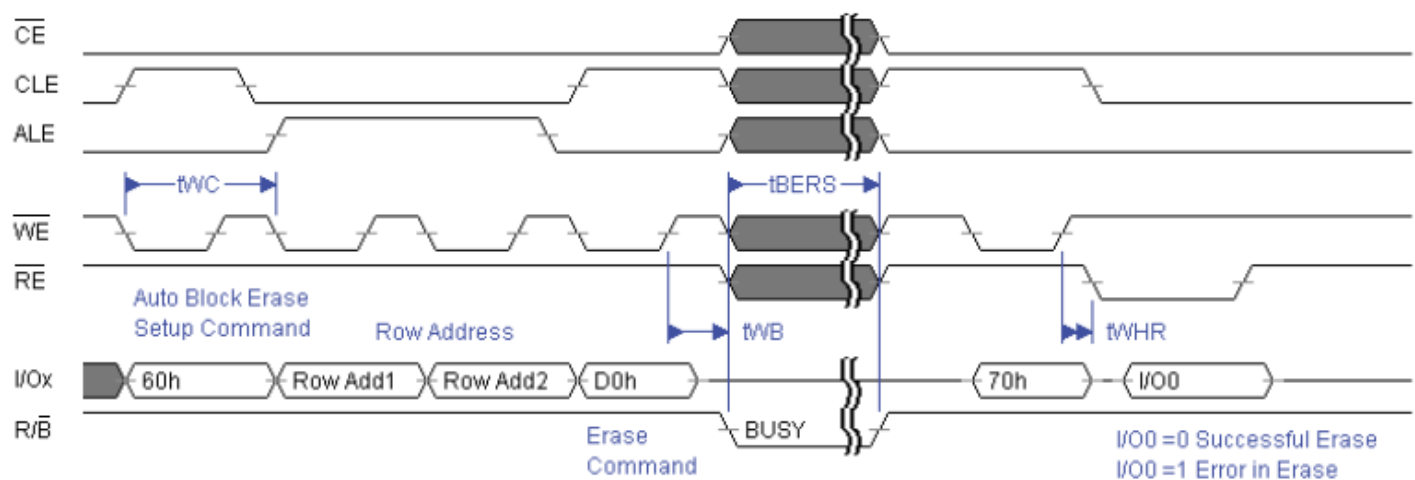 CE
CLE
ALE
tWC
tBERS
WE
RE
Auto Block Erase
Setup Command
Row Address
tWB
tWHR
I/Ox
60h
Row Add1
Row Add2
D0h
70h
I/O0
R/B
BUSY
Erase
Command
I/O0 =0 Successful Erase
I/O0 =1 Error in Erase